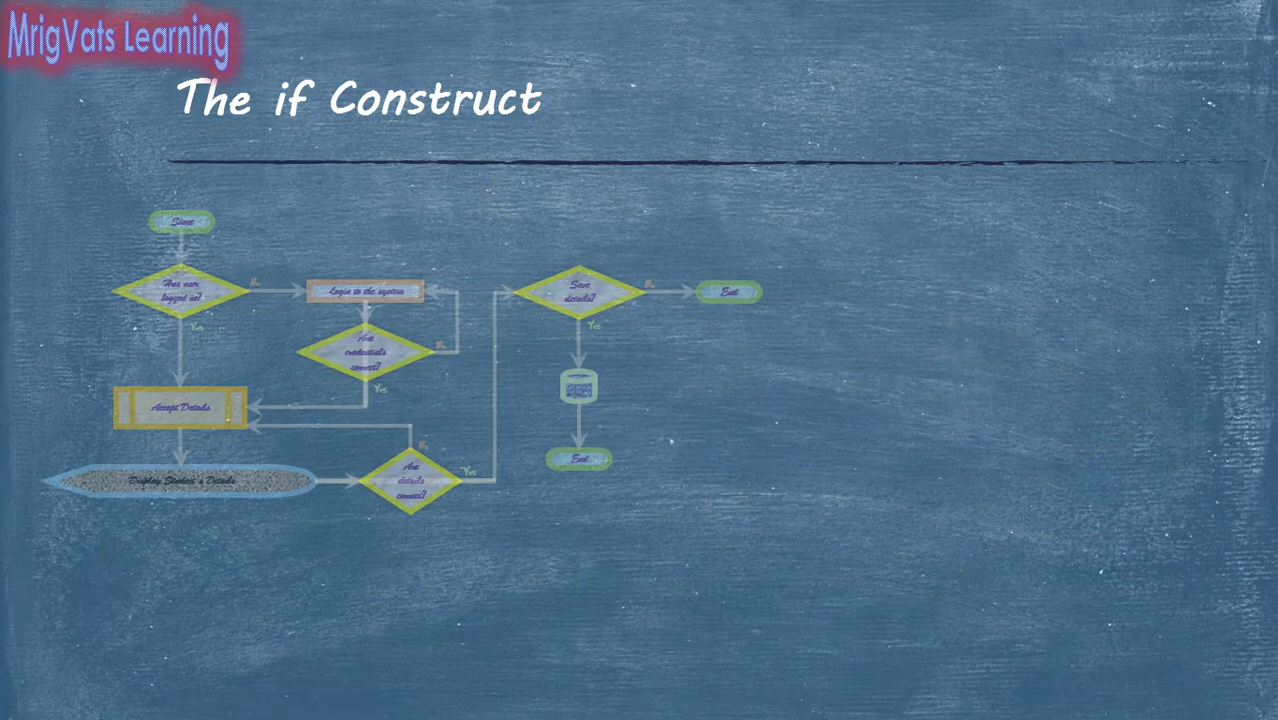 MrigVats Learning
The if Construct
Start
Has user
logged in?
No
Login to the system
Yes
Are
credentials
correct?
No
Yes
Accept Details
Display Student's Details
Are
details
correct?
No
Yes
Save
details?
No
End
Yes
End